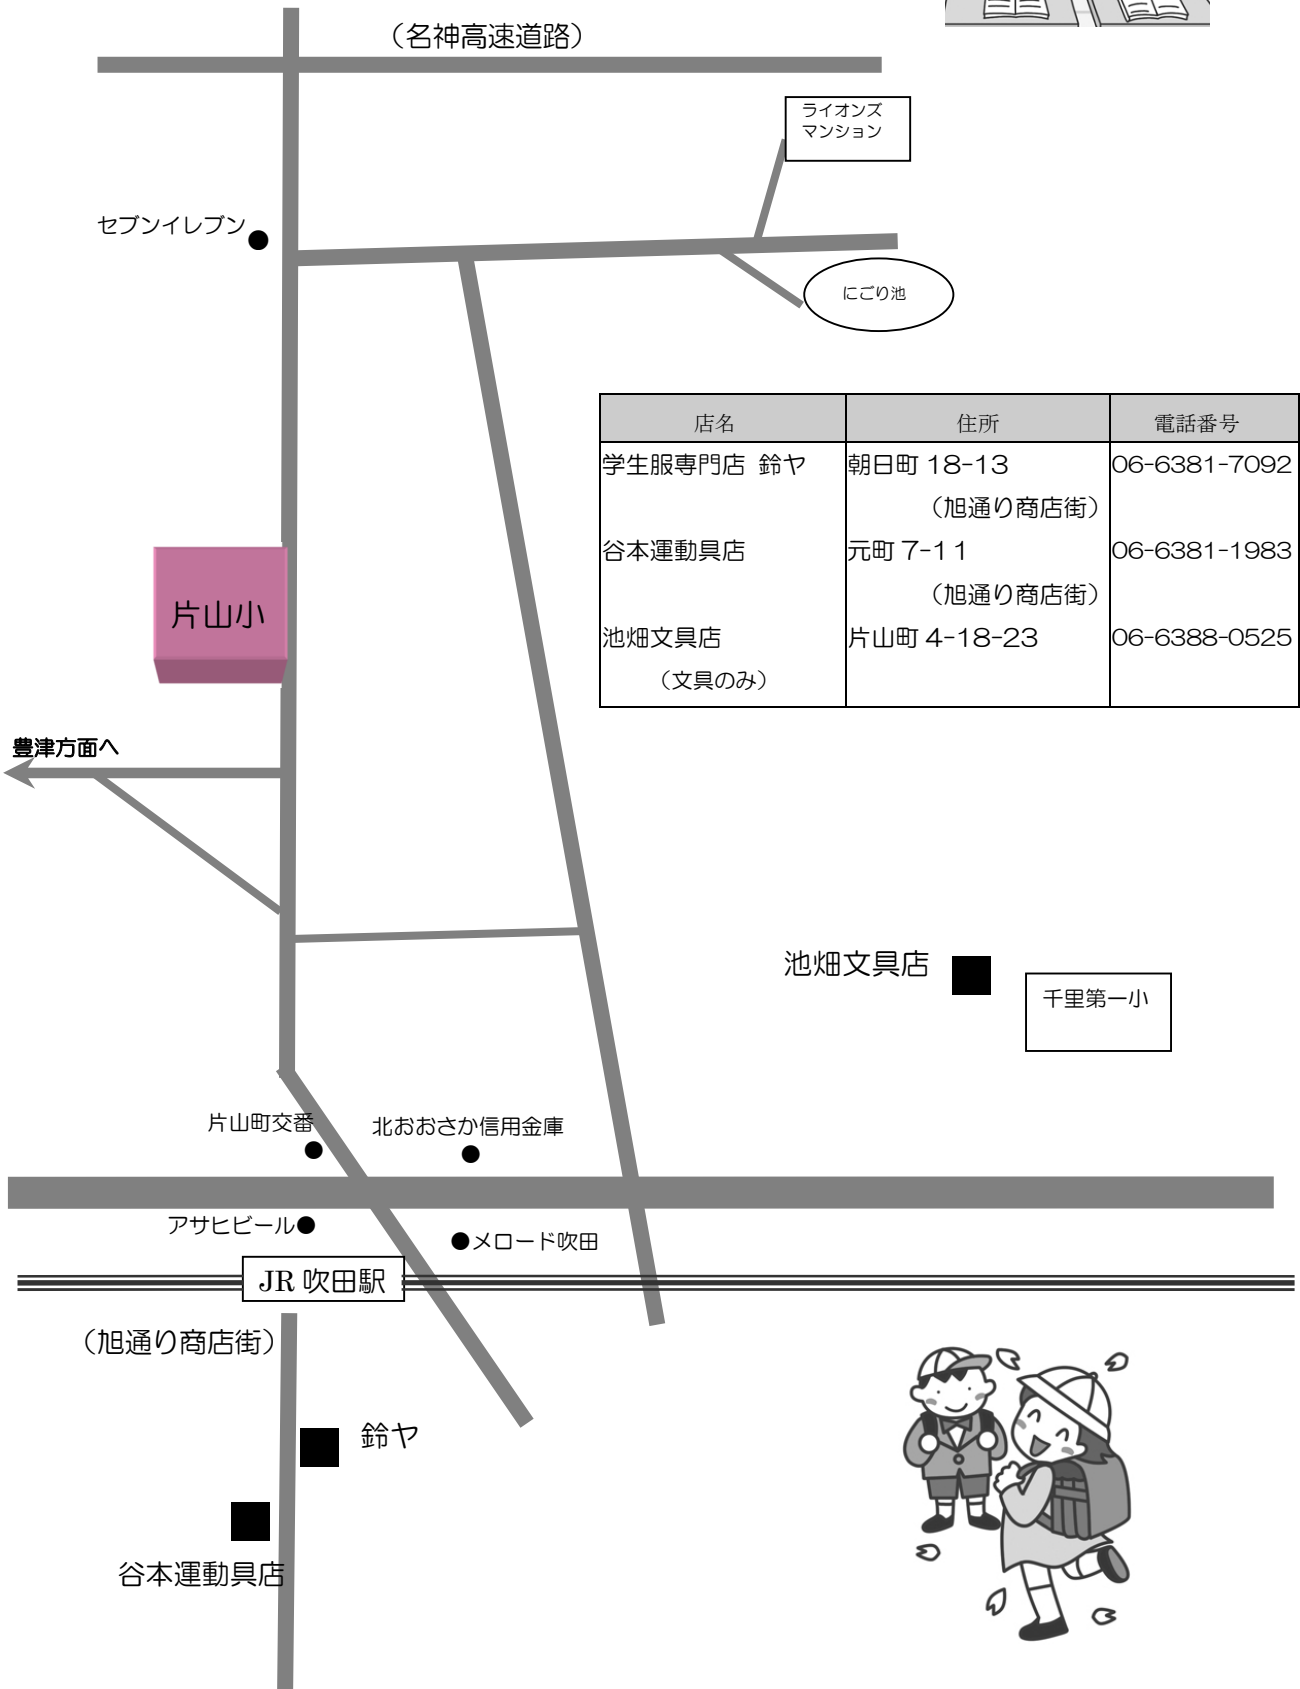 （名神高速道路）
ライオンズ
マンション
セブンイレブン
にごり池
店名 住所 電話番号
学生服専門店 鈴ヤ 朝日町 18-13 06-6381-7092
（旭通り商店街）
谷本運動具店 元町 7-11 06-6381-1983
（旭通り商店街）
池畑文具店 片山町 4-18-23 06-6388-0525
（文具のみ）
片山小
豊津方面へ
池畑文具店
千里第一小
片山町交番
北おおさか信用金庫
アサヒビール
メロード吹田
JR 吹田駅
（旭通り商店街）
鈴ヤ
谷本運動具店